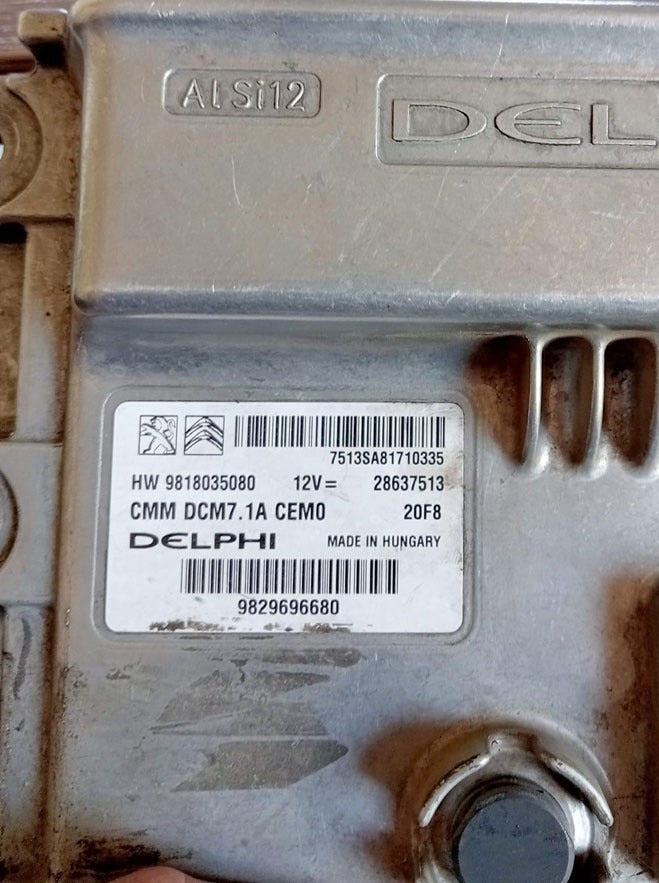 AlSi12
DEL
7513SA81710335
HW 9818035080 12V= 28637513
CMM DCM7.1A CEM0 20F8
DELPHI MADE IN HUNGARY
9829696680